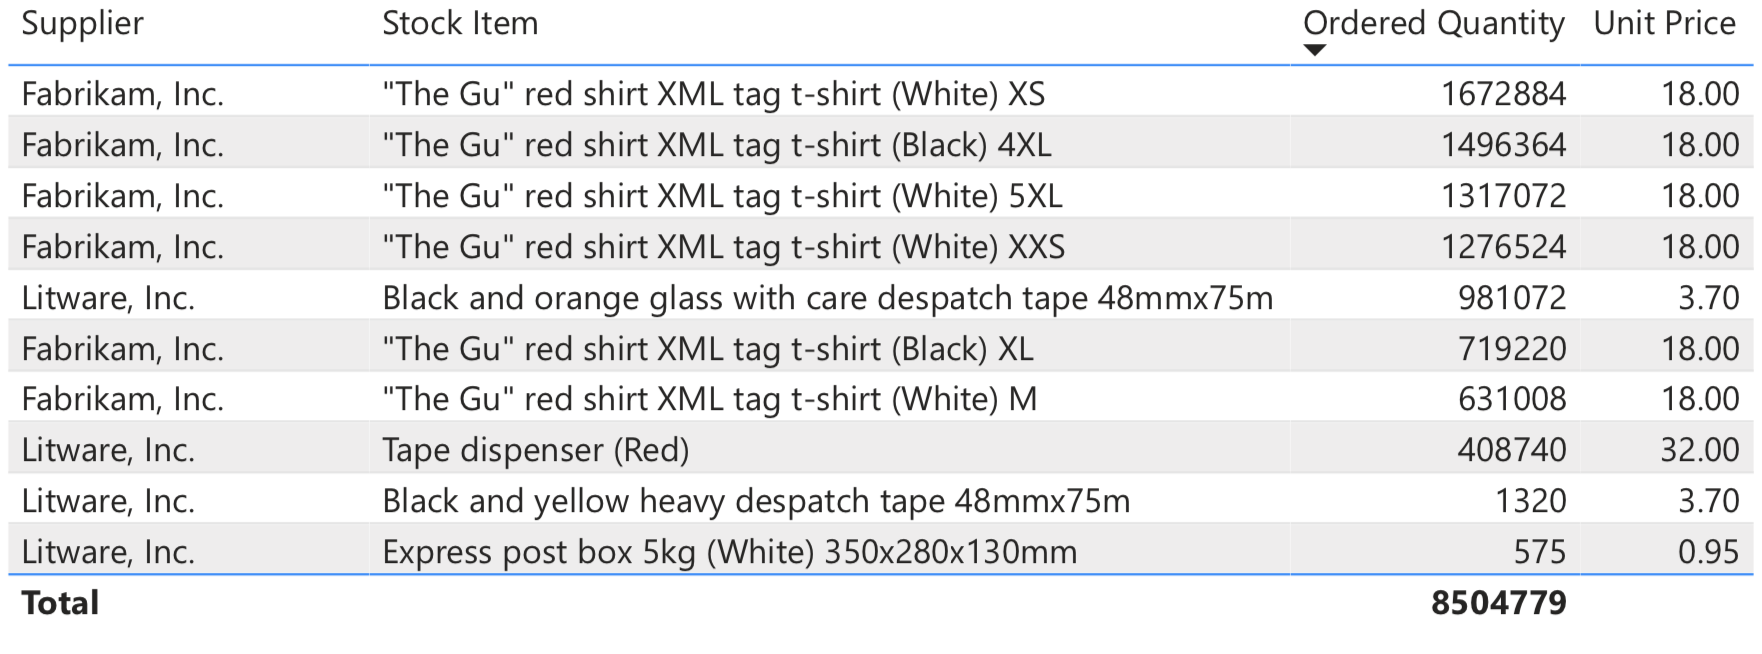 Supplier Stock Item Ordered Quantity Unit Price
Fabrikam, Inc. "The Gu" red shirt XML tag t-shirt (White) XS 1672884 18.00
Fabrikam, Inc. "The Gu" red shirt XML tag t-shirt (Black) 4XL 1496364 18.00
Fabrikam, Inc. "The Gu" red shirt XML tag t-shirt (White) 5XL 1317072 18.00
Fabrikam, Inc. "The Gu" red shirt XML tag t-shirt (White) XXS 1276524 18.00
Litware, Inc. Black and orange glass with care despatch tape 48mmx75m 981072 3.70
Fabrikam, Inc. "The Gu" red shirt XML tag t-shirt (Black) XL 719220 18.00
Fabrikam, Inc. "The Gu" red shirt XML tag t-shirt (White) M 631008 18.00
Litware, Inc. Tape dispenser (Red) 408740 32.00
Litware, Inc. Black and yellow heavy despatch tape 48mmx75m 1320 3.70
Litware, Inc. Express post box 5kg (White) 350x280x130mm 575 0.95
Total 8504779